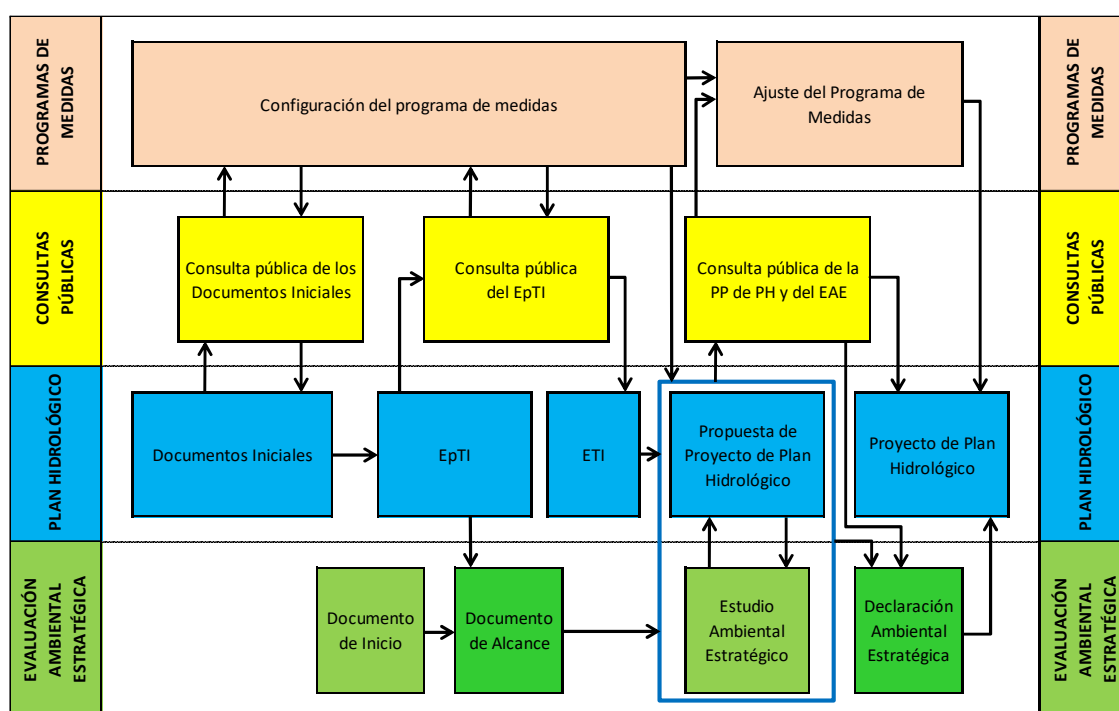 PROGRAMAS DE
MEDIDAS
Configuración del programa de medidas
Ajuste del Programa de
Medidas
PROGRAMAS DE
MEDIDAS
CONSULTAS
PÚBLICAS
Consulta pública de los
Documentos Iniciales
Consulta pública
del EpTI
Consulta pública de la
PP de PH y del EAE
CONSULTAS
PÚBLICAS
PLAN HIDROLÓGICO
Documentos Iniciales
EpTI
ETI
Propuesta de
Proyecto de Plan
Hidrológico
Proyecto de Plan
Hidrológico
PLAN HIDROLÓGICO
EVALUACIÓN
AMBIENTAL
ESTRATÉGICA
Documento
de Inicio
Documento
de Alcance
Estudio
Ambiental
Estratégico
Declaración
Ambiental
Estratégica
EVALUACIÓN
AMBIENTAL
ESTRATÉGICA